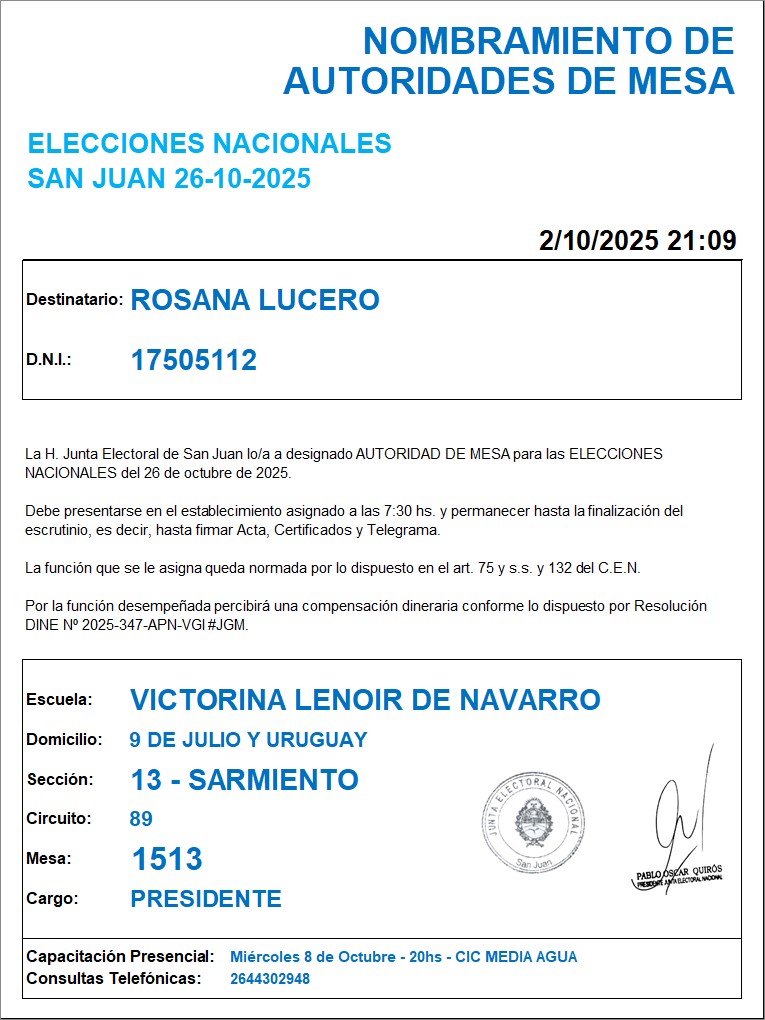 NOMBRAMIENTO DE
AUTORIDADES DE MESA
ELECCIONES NACIONALES
SAN JUAN 26-10-2025
2/10/2025 21:09
Destinatario: ROSANA LUCERO
D.N.I.: 17505112
La H. Junta Electoral de San Juan lo/a a designado AUTORIDAD DE MESA para las ELECCIONES
NACIONALES del 26 de octubre de 2025.
Debe presentarse en el establecimiento asignado a las 7:30 hs. y permanecer hasta la finalización del
escrutinio, es decir, hasta firmar Acta, Certificados y Telegrama.
La función que se le asigna queda normada por lo dispuesto en el art. 75 y s.s. y 132 del C.E.N.
Por la función desempeñada percibirá una compensación dineraria conforme lo dispuesto por Resolución
DINE Nº 2025-347-APN-VGI#JGM.
Escuela: VICTORINA LENOIR DE NAVARRO
Domicilio: 9 DE JULIO Y URUGUAY
Sección: 13 - SARMIENTO
Circuito: 89
Mesa: 1513
Cargo: PRESIDENTE
JUNTA ELECTORAL NACIONAL
San Juan
PABLO OSCAR QUIRÓS
PRESIDENTE JUNTA ELECTORAL NACIONAL
Capacitación Presencial: Miércoles 8 de Octubre - 20hs - CIC MEDIA AGUA
Consultas Telefónicas: 2644302948